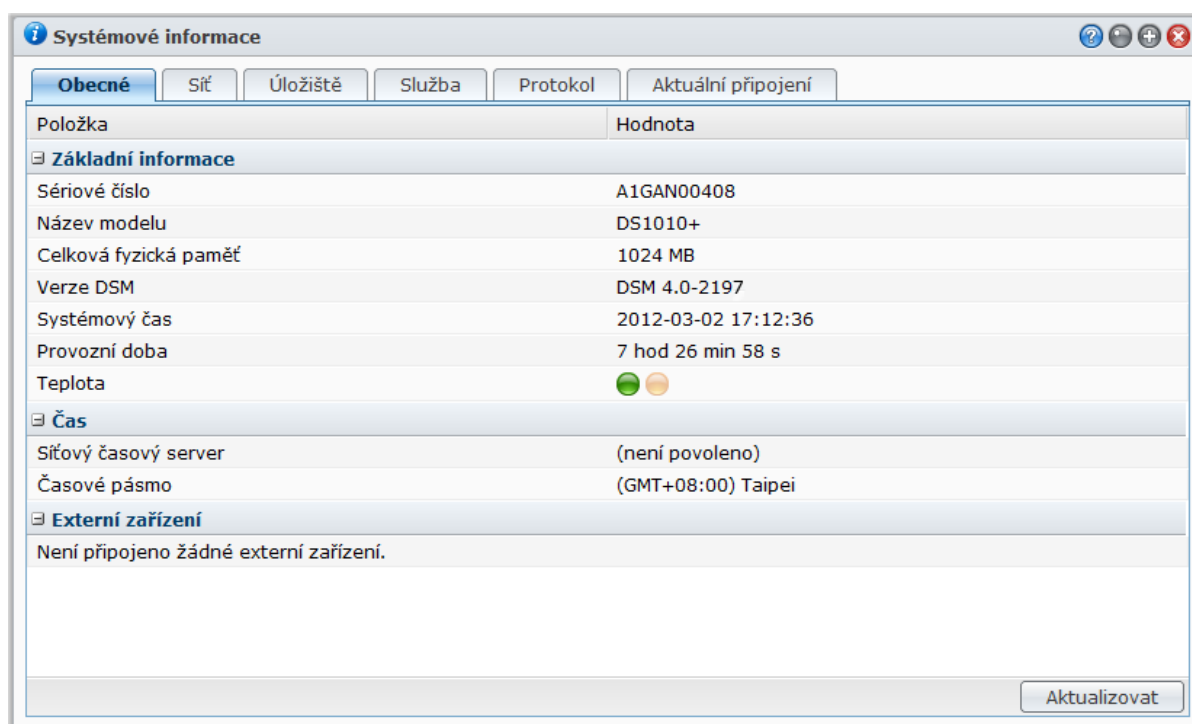 Systémové informace
Obecné Síť Úložiště Služba Protokol Aktuální připojení
Položka Hodnota
Základní informace
Sériové číslo A1GAN00408
Název modelu DS1010+
Celková fyzická paměť 1024 MB
Verze DSM DSM 4.0-2197
Systémový čas 2012-03-02 17:12:36
Provozní doba 7 hod 26 min 58 s
Teplota
Čas
Síťový časový server (není povoleno)
Časové pásmo (GMT+08:00) Taipei
Externí zařízení
Není připojeno žádné externí zařízení.
Aktualizovat